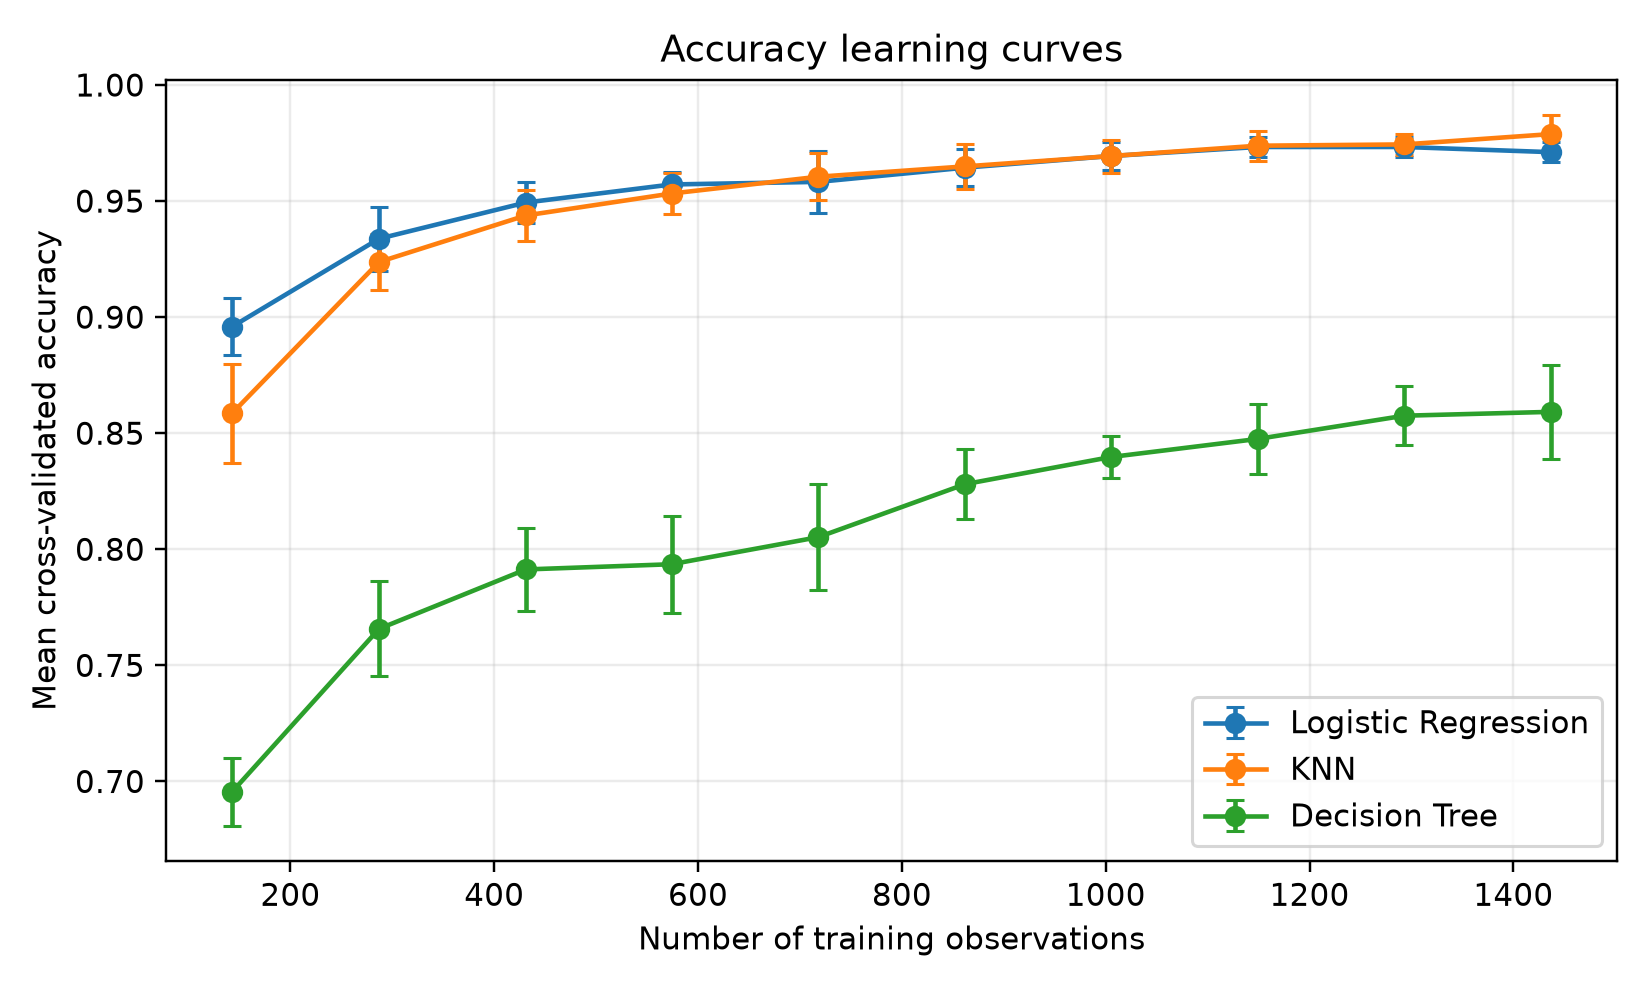 Accuracy learning curves
1.00
0.95
0.90
0.85
0.80
0.75
0.70
Mean cross-validated accuracy
Logistic Regression
KNN
Decision Tree
200 400 600 800 1000 1200 1400
Number of training observations